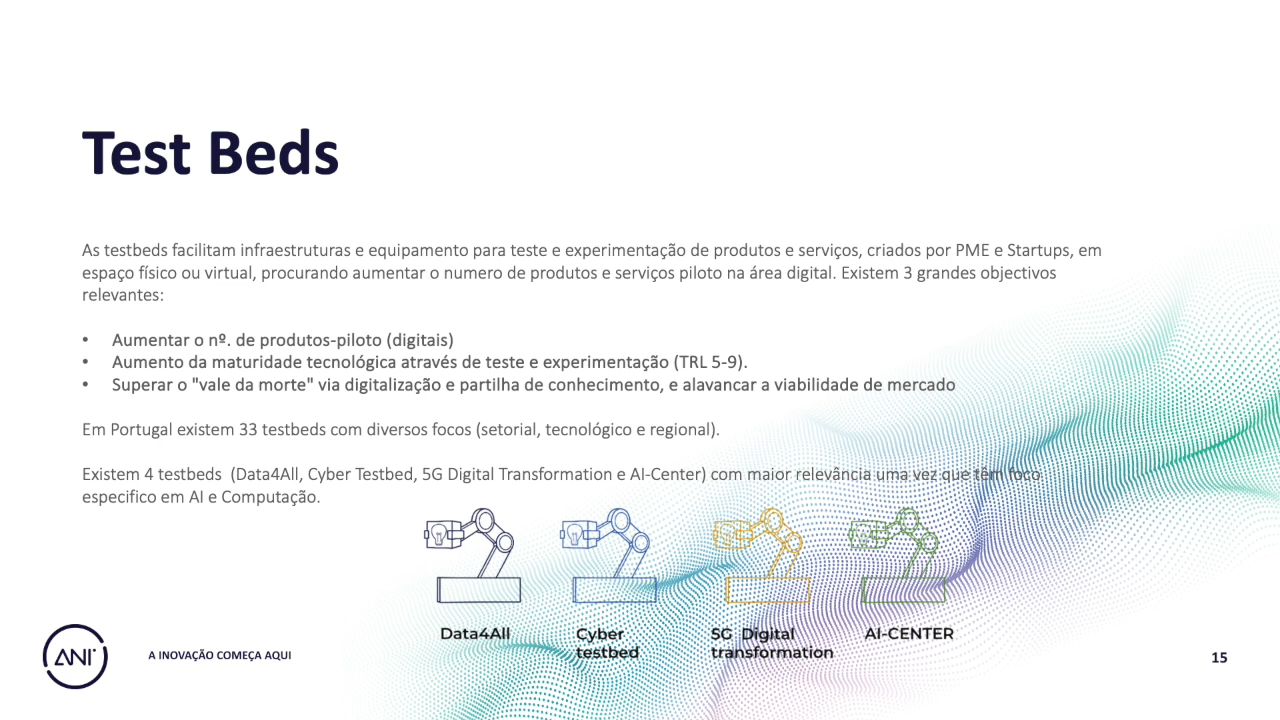 Test Beds
As testbeds facilitam infraestruturas e equipamento para teste e experimentação de produtos e serviços, criados por PME e Startups, em
espaço físico ou virtual, procurando aumentar o numero de produtos e serviços piloto na área digital. Existem 3 grandes objectivos
relevantes:
• Aumentar o nº. de produtos-piloto (digitais)
• Aumento da maturidade tecnológica através de teste e experimentação (TRL 5-9).
• Superar o "vale da morte" via digitalização e partilha de conhecimento, e alavancar a viabilidade de mercado
Em Portugal existem 33 testbeds com diversos focos (setorial, tecnológico e regional).
Existem 4 testbeds  (Data4All, Cyber Testbed, 5G Digital Transformation e AI-Center) com maior relevância uma vez que têm foco
especifico em AI e Computação.
Data4All
Cyber
testbed
5G Digital
transformation
AI-CENTER
ANI
A INOVAÇÃO COMEÇA AQUI
15